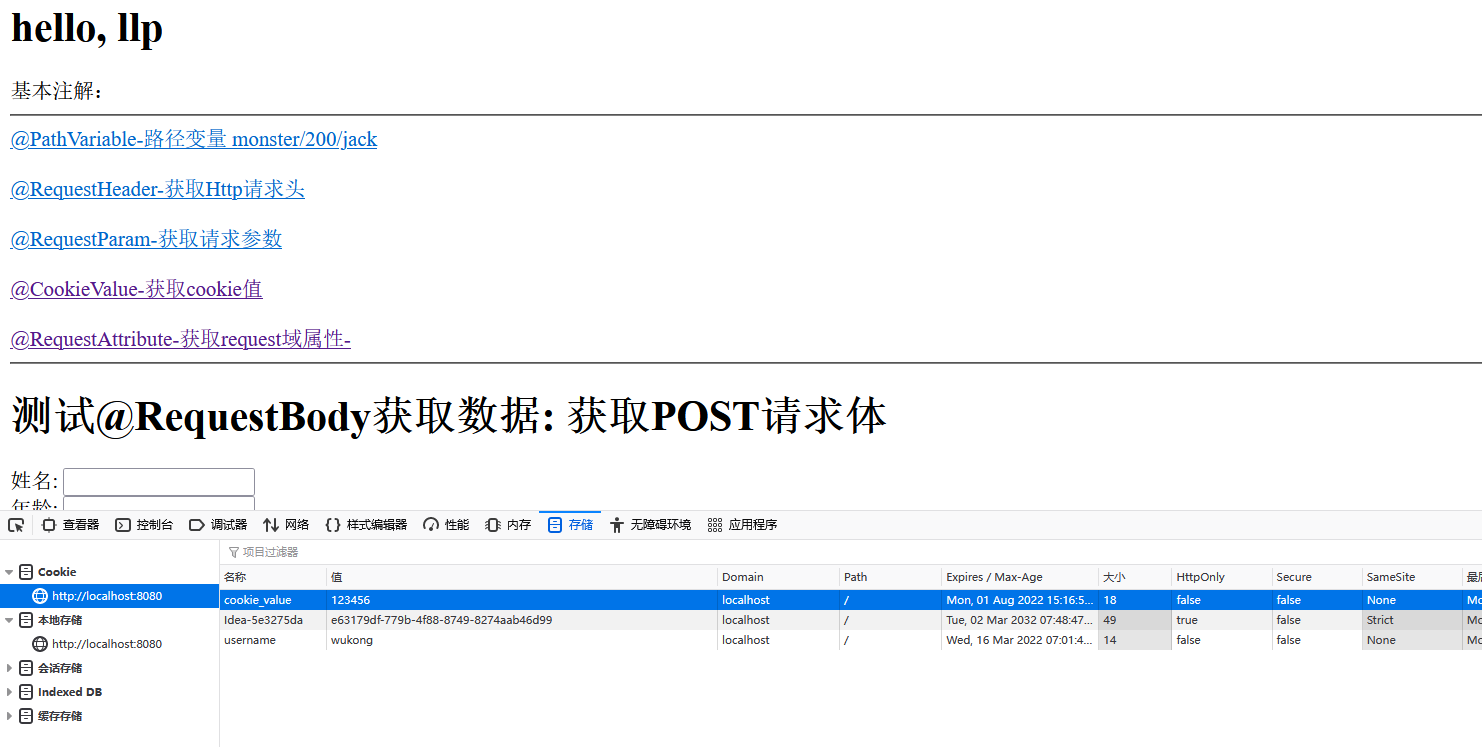 hello, llp
基本注解：
@PathVariable-路径变量 monster/200/jack
@RequestHeader-获取Http请求头
@RequestParam-获取请求参数
@CookieValue-获取cookie值
@RequestAttribute-获取request域属性-
测试@RequestBody获取数据: 获取POST请求体
姓名:
年龄:
查看器 控制台 调试器 网络 样式编辑器 性能 内存 存储 无障碍环境 应用程序
Cookie
http://localhost:8080
本地存储
http://localhost:8080
会话存储
Indexed DB
缓存存储
项目过滤器
名称 值 Domain Path Expires / Max-Age 大小 HttpOnly Secure SameSite
cookie_value 123456 localhost / Mon, 01 Aug 2022 15:16:5... 18 false false None
Idea-5e3275da e63179df-779b-4f88-8749-8274aab46d99 localhost / Tue, 02 Mar 2032 07:48:47... 49 true false Strict
username wukong localhost / Wed, 16 Mar 2022 07:01:4... 14 false false None